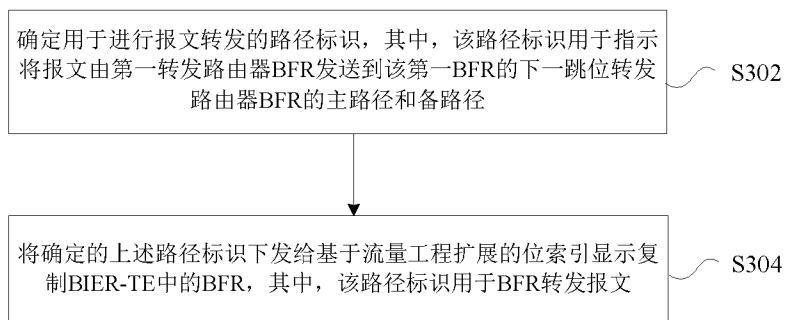 确定用于进行报文转发的路径标识，其中，该路径标识用于指示
将报文由第一转发路由器BFR发送到该第一BFR的下一跳位转发
路由器BFR的主路径和备路径
S302
将确定的上述路径标识下发给基于流量工程扩展的位索引显示复
制BIER-TE中的BFR，其中，该路径标识用于BFR转发报文
S304